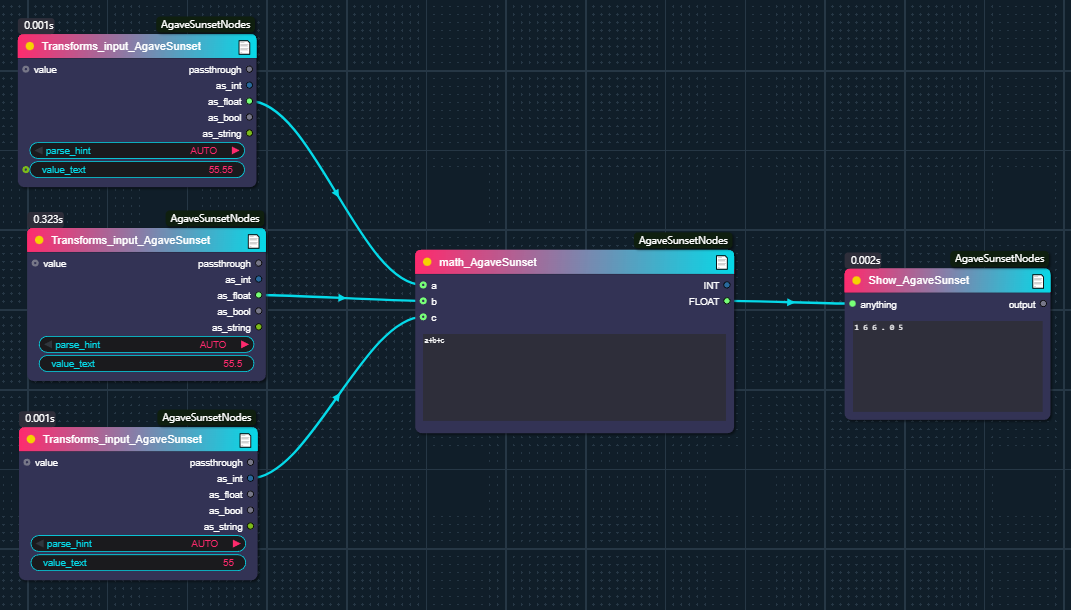 0.001s AgaveSunsetNodes
Transforms_input_AgaveSunset
value passthrough
as_int
as_float
as_bool
as_string
parse_hint AUTO
value_text 55.55
0.323s AgaveSunsetNodes
Transforms_input_AgaveSunset
value passthrough
as_int
as_float
as_bool
as_string
parse_hint AUTO
value_text 55.5
0.001s AgaveSunsetNodes
Transforms_input_AgaveSunset
value passthrough
as_int
as_float
as_bool
as_string
parse_hint AUTO
value_text 55
AgaveSunsetNodes
math_AgaveSunset
a INT
b FLOAT
c
a+b+c
0.002s AgaveSunsetNodes
Show_AgaveSunset
anything output
166.05